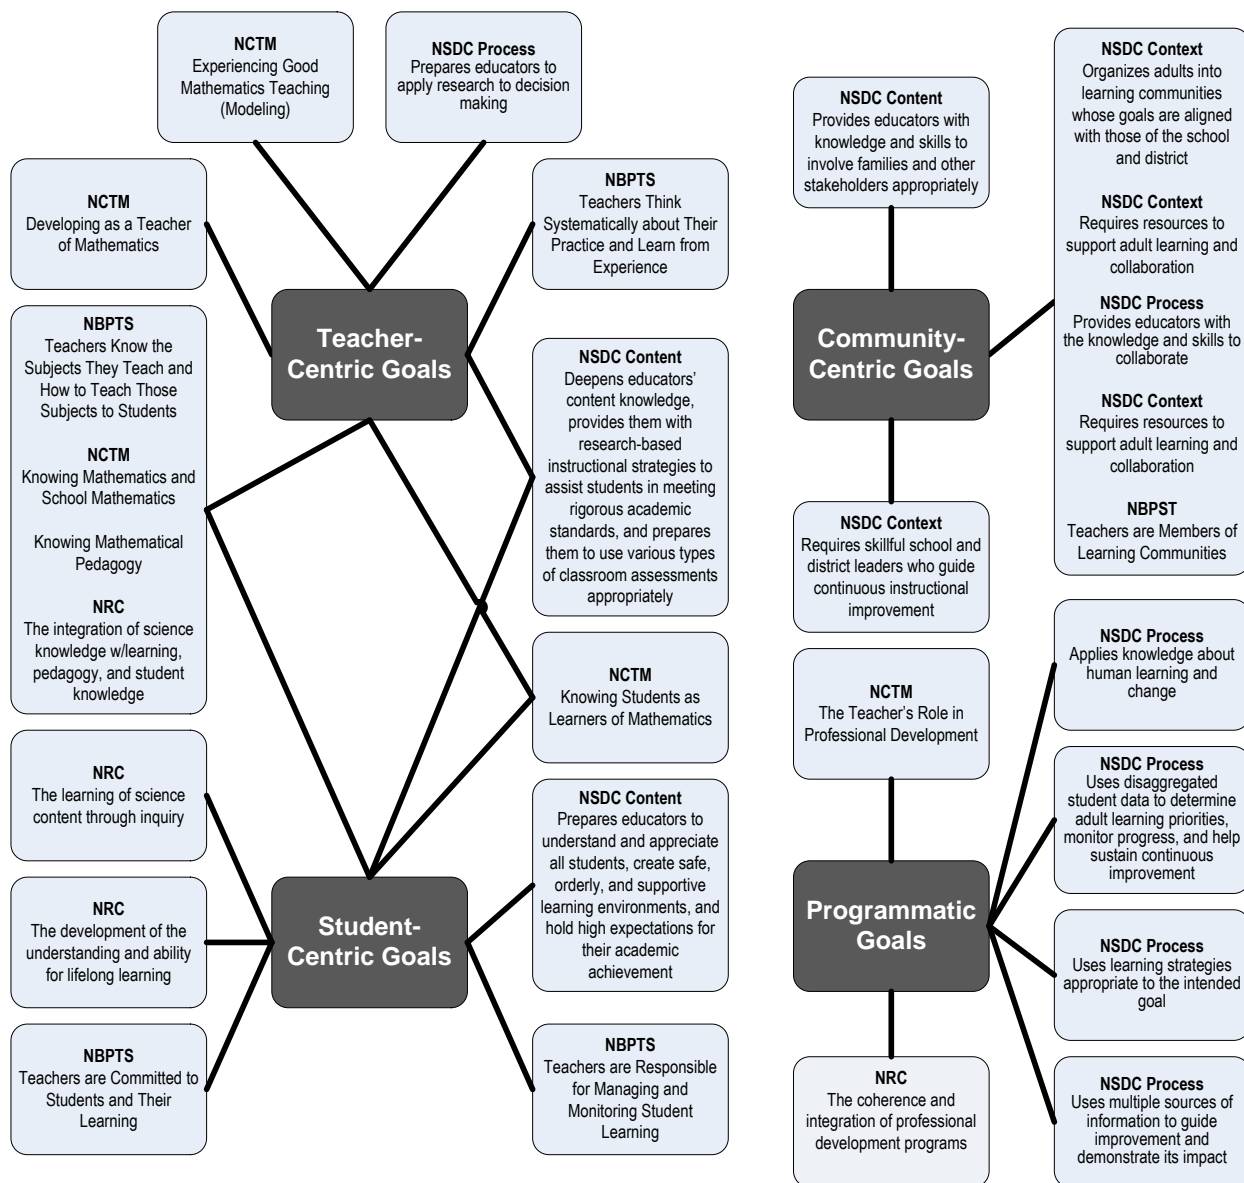 NCTM
Experiencing Good
Mathematics Teaching
(Modeling)
NSDC Process
Prepares educators to
apply research to decision
making
NCTM
Developing as a Teacher
of Mathematics
NBPTS
Teachers Think
Systematically about Their
Practice and Learn from
Experience
Teacher-
Centric Goals
NBPTS
Teachers Know the
Subjects They Teach and
How to Teach Those
Subjects to Students
NCTM
Knowing Mathematics and
School Mathematics
Knowing Mathematical
Pedagogy
NRC
The integration of science
knowledge w/learning,
pedagogy, and student
knowledge
NSDC Content
Deepens educators’
content knowledge,
provides them with
research-based
instructional strategies to
assist students in meeting
rigorous academic
standards, and prepares
them to use various types
of classroom assessments
appropriately
NCTM
Knowing Students as
Learners of Mathematics
NRC
The learning of science
content through inquiry
NRC
The development of the
understanding and ability
for lifelong learning
NBPTS
Teachers are Committed to
Students and Their
Learning
Student-
Centric Goals
NSDC Content
Prepares educators to
understand and appreciate
all students, create safe,
orderly, and supportive
learning environments, and
hold high expectations for
their academic
achievement
NBPTS
Teachers are Responsible
for Managing and
Monitoring Student
Learning
NSDC Content
Provides educators with
knowledge and skills to
involve families and other
stakeholders appropriately
Community-
Centric Goals
NSDC Context
Requires skillful school and
district leaders who guide
continuous instructional
improvement
NSDC Context
Organizes adults into
learning communities
whose goals are aligned
with those of the school
and district
NSDC Context
Requires resources to
support adult learning and
collaboration
NSDC Process
Provides educators with
the knowledge and skills to
collaborate
NSDC Context
Requires resources to
support adult learning and
collaboration
NBPST
Teachers are Members of
Learning Communities
NCTM
The Teacher’s Role in
Professional Development
Programmatic
Goals
NRC
The coherence and
integration of professional
development programs
NSDC Process
Applies knowledge about
human learning and
change
NSDC Process
Uses disaggregated
student data to determine
adult learning priorities,
monitor progress, and help
sustain continuous
improvement
NSDC Process
Uses learning strategies
appropriate to the intended
goal
NSDC Process
Uses multiple sources of
information to guide
improvement and
demonstrate its impact